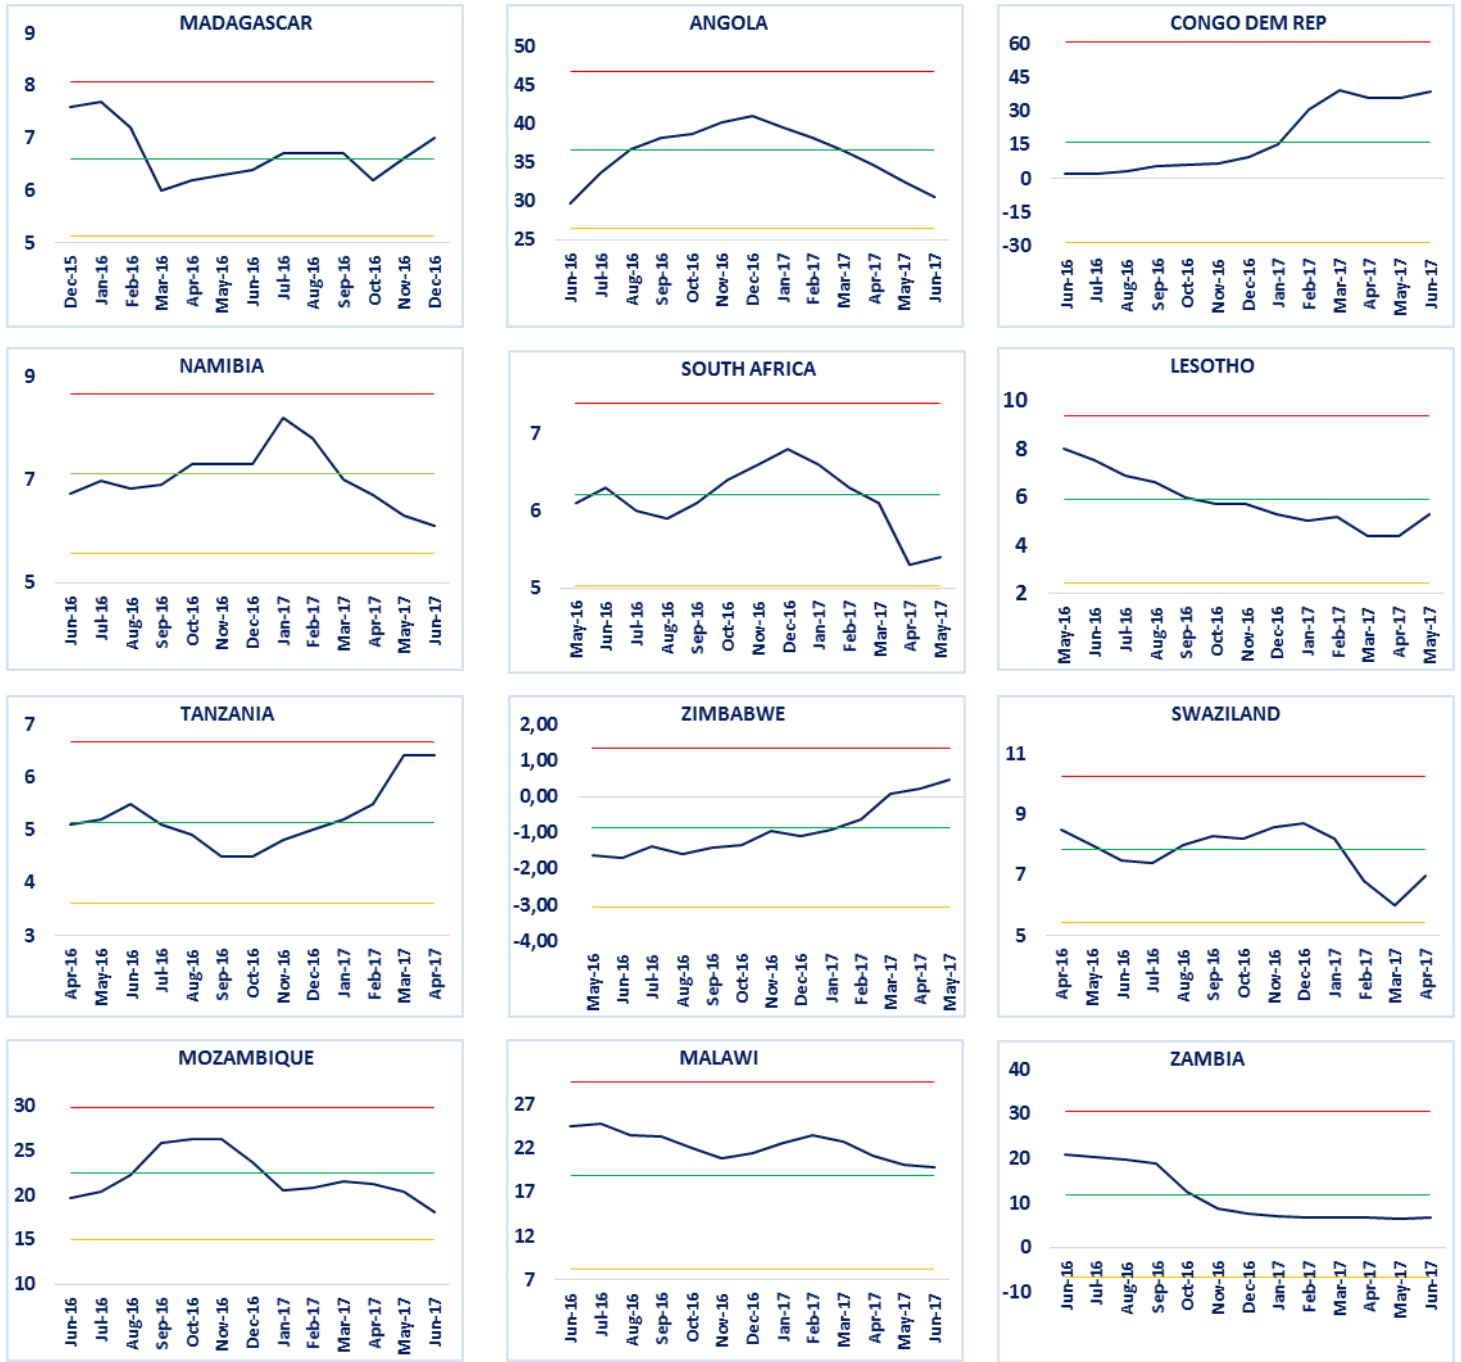 MADAGASCAR
9
8
7
6
5
Dec-15
Jan-16
Feb-16
Mar-16
Apr-16
May-16
Jun-16
Jul-16
Aug-16
Sep-16
Oct-16
Nov-16
Dec-16
ANGOLA
50
45
40
35
30
25
Jun-16
Jul-16
Aug-16
Sep-16
Oct-16
Nov-16
Dec-16
Jan-17
Feb-17
Mar-17
Apr-17
May-17
Jun-17
CONGO DEM REP
60
45
30
15
0
-15
-30
Jun-16
Jul-16
Aug-16
Sep-16
Oct-16
Nov-16
Dec-16
Jan-17
Feb-17
Mar-17
Apr-17
May-17
Jun-17
NAMIBIA
9
7
5
Jun-16
Jul-16
Aug-16
Sep-16
Oct-16
Nov-16
Dec-16
Jan-17
Feb-17
Mar-17
Apr-17
May-17
Jun-17
SOUTH AFRICA
7
6
5
May-16
Jun-16
Jul-16
Aug-16
Sep-16
Oct-16
Nov-16
Dec-16
Jan-17
Feb-17
Mar-17
Apr-17
May-17
LESOTHO
10
8
6
4
2
May-16
Jun-16
Jul-16
Aug-16
Sep-16
Oct-16
Nov-16
Dec-16
Jan-17
Feb-17
Mar-17
Apr-17
May-17
TANZANIA
7
6
5
4
3
Apr-16
May-16
Jun-16
Jul-16
Aug-16
Sep-16
Oct-16
Nov-16
Dec-16
Jan-17
Feb-17
Mar-17
Apr-17
ZIMBABWE
2,00
1,00
0,00
-1,00
-2,00
-3,00
-4,00
May-16
Jun-16
Jul-16
Aug-16
Sep-16
Oct-16
Nov-16
Dec-16
Jan-17
Feb-17
Mar-17
Apr-17
May-17
SWAZILAND
11
9
7
5
Apr-16
May-16
Jun-16
Jul-16
Aug-16
Sep-16
Oct-16
Nov-16
Dec-16
Jan-17
Feb-17
Mar-17
Apr-17
MOZAMBIQUE
30
25
20
15
10
Jun-16
Jul-16
Aug-16
Sep-16
Oct-16
Nov-16
Dec-16
Jan-17
Feb-17
Mar-17
Apr-17
May-17
Jun-17
MALAWI
27
22
17
12
7
Jun-16
Jul-16
Aug-16
Sep-16
Oct-16
Nov-16
Dec-16
Jan-17
Feb-17
Mar-17
Apr-17
May-17
Jun-17
ZAMBIA
40
30
20
10
0
-10
Jun-16
Jul-16
Aug-16
Sep-16
Oct-16
Nov-16
Dec-16
Jan-17
Feb-17
Mar-17
Apr-17
May-17
Jun-17